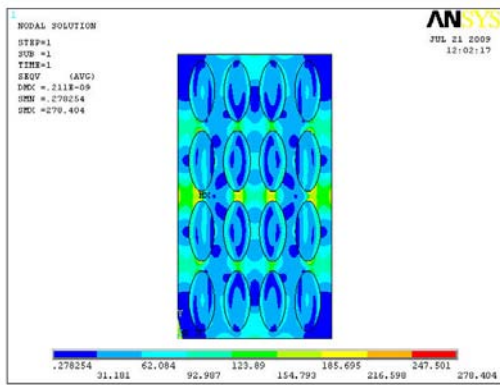 1
NODAL SOLUTION
STEP=1
SUB =1
TIME=1
SEQV (AVG)
DMX =.211E-09
SMN =.278254
SMX =278.404
ANSYS
JUL 21 2009
12:02:17
MX
Y
.278254 62.084 123.89 185.695 247.501
31.181 92.987 154.793 216.598 278.404